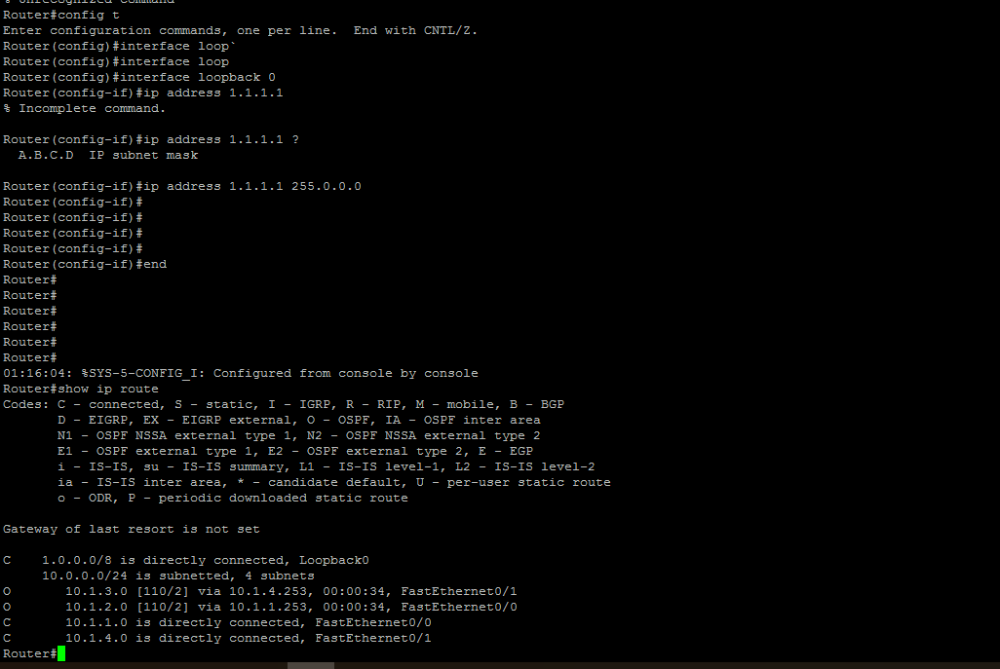 % Unrecognized command
Router#config t
Enter configuration commands, one per line.  End with CNTL/Z.
Router(config)#interface loop`
Router(config)#interface loop
Router(config)#interface loopback 0
Router(config-if)#ip address 1.1.1.1
% Incomplete command.
Router(config-if)#ip address 1.1.1.1 ?
  A.B.C.D  IP subnet mask
Router(config-if)#ip address 1.1.1.1 255.0.0.0
Router(config-if)#
Router(config-if)#
Router(config-if)#
Router(config-if)#
Router(config-if)#end
Router#
Router#
Router#
Router#
Router#
Router#
01:16:04: %SYS-5-CONFIG_I: Configured from console by console
Router#show ip route
Codes: C - connected, S - static, I - IGRP, R - RIP, M - mobile, B - BGP
       D - EIGRP, EX - EIGRP external, O - OSPF, IA - OSPF inter area
       N1 - OSPF NSSA external type 1, N2 - OSPF NSSA external type 2
       E1 - OSPF external type 1, E2 - OSPF external type 2, E - EGP
       i - IS-IS, su - IS-IS summary, L1 - IS-IS level-1, L2 - IS-IS level-2
       ia - IS-IS inter area, * - candidate default, U - per-user static route
       o - ODR, P - periodic downloaded static route
Gateway of last resort is not set
C    1.0.0.0/8 is directly connected, Loopback0
     10.0.0.0/24 is subnetted, 4 subnets
O       10.1.3.0 [110/2] via 10.1.4.253, 00:00:34, FastEthernet0/1
O       10.1.2.0 [110/2] via 10.1.1.253, 00:00:34, FastEthernet0/0
C       10.1.1.0 is directly connected, FastEthernet0/0
C       10.1.4.0 is directly connected, FastEthernet0/1
Router#